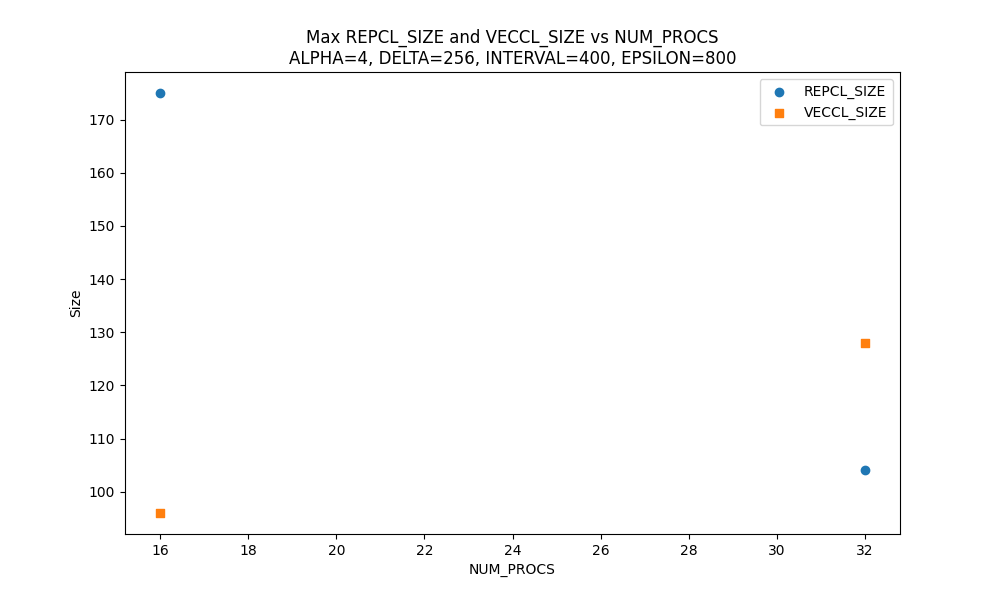 Max REPCL_SIZE and VECCL_SIZE vs NUM_PROCS
ALPHA=4, DELTA=256, INTERVAL=400, EPSILON=800
REPCL_SIZE
VECCL_SIZE
170
160
150
140
130
120
110
100
Size
16 18 20 22 24 26 28 30 32
NUM_PROCS